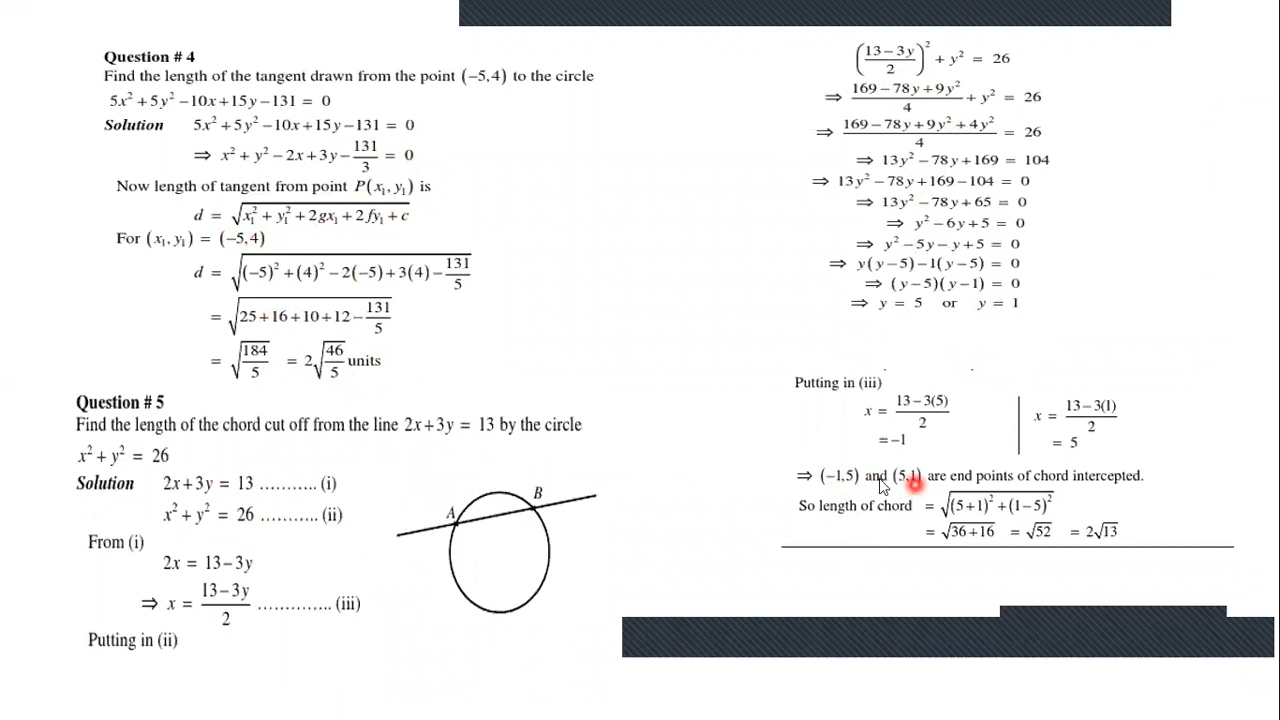 Question # 4
Find the length of the tangent drawn from the point (−5,4) to the circle
5x² + 5y² − 10x + 15y − 131 = 0
Solution 5x² + 5y² − 10x + 15y − 131 = 0
⇒ x² + y² − 2x + 3y − 131/3 = 0
Now length of tangent from point P(x₁, y₁) is
d = √(x₁² + y₁² + 2gx₁ + 2fy₁ + c)
For (x₁, y₁) = (−5,4)
d = √((−5)² + (4)² − 2(−5) + 3(4) − 131/5)
= √(25 + 16 + 10 + 12 − 131/5)
= √(184/5) = 2√(46/5) units
Question # 5
Find the length of the chord cut off from the line 2x + 3y = 13 by the circle
x² + y² = 26
Solution 2x + 3y = 13 ........... (i)
x² + y² = 26 ........... (ii)
From (i)
2x = 13 − 3y
⇒ x = (13 − 3y)/2 .............. (iii)
Putting in (ii)
A
B
((13 − 3y)/2)² + y² = 26
⇒ (169 − 78y + 9y²)/4 + y² = 26
⇒ (169 − 78y + 9y² + 4y²)/4 = 26
⇒ 13y² − 78y + 169 = 104
⇒ 13y² − 78y + 169 − 104 = 0
⇒ 13y² − 78y + 65 = 0
⇒ y² − 6y + 5 = 0
⇒ y² − 5y − y + 5 = 0
⇒ y(y − 5) − 1(y − 5) = 0
⇒ (y − 5)(y − 1) = 0
⇒ y = 5 or y = 1
Putting in (iii)
x = (13 − 3(5))/2 | x = (13 − 3(1))/2
= −1 | = 5
⇒ (−1,5) and (5,1) are end points of chord intercepted.
So length of chord = √((5+1)² + (1−5)²)
= √(36+16) = √52 = 2√13